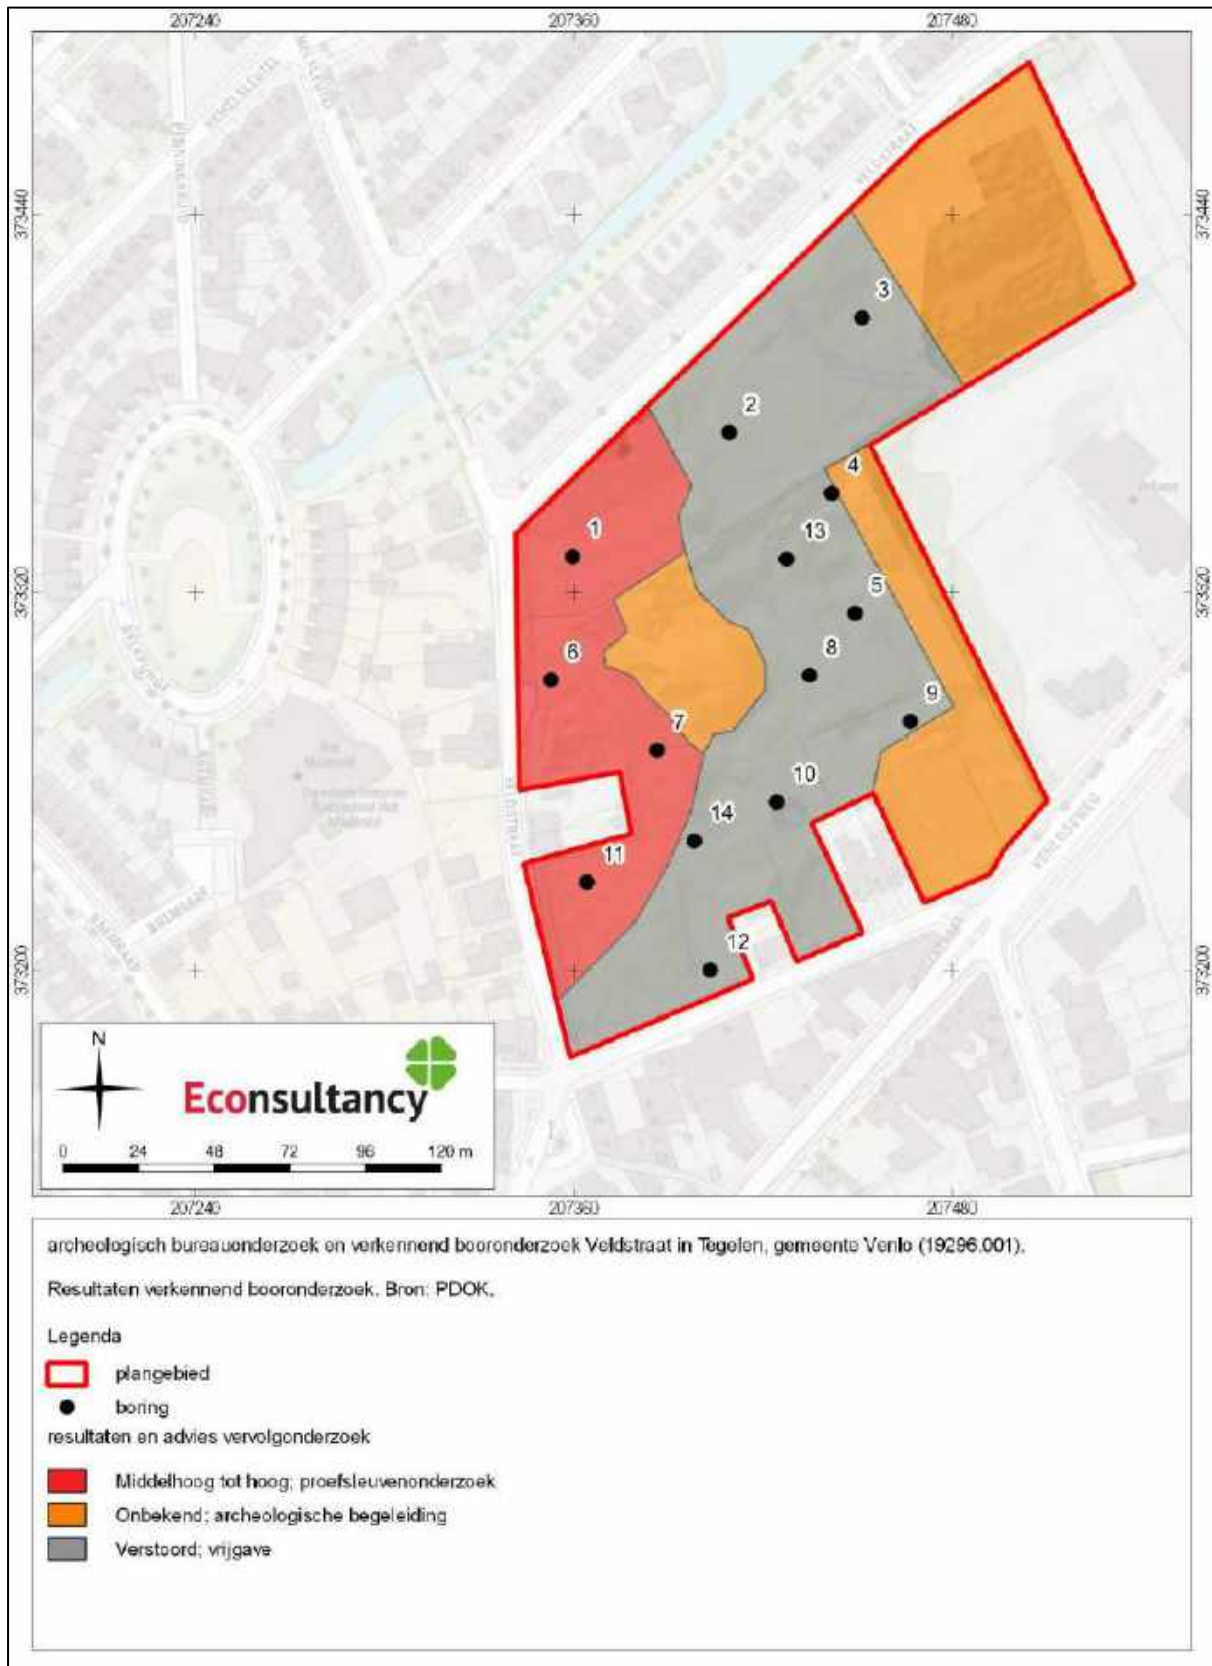 207240 207360 207480
373440 373440
VELDSTRAAT
3
2
4
1
13
373320 373320
5
6
8
9
7
10
14
VELDSTRAAT
11
12
373200 373200
N
Econsultancy
0 24 48 72 96 120 m
207240 207360 207480
archeologisch bureauonderzoek en verkennend booronderzoek Veldstraat in Tegelen, gemeente Venlo (19296.001).
Resultaten verkennend booronderzoek. Bron: PDOK.
Legenda
plangebied
boring
resultaten en advies vervolgonderzoek
Middelhoog tot hoog; proefsleuvenonderzoek
Onbekend; archeologische begeleiding
Verstoord; vrijgave